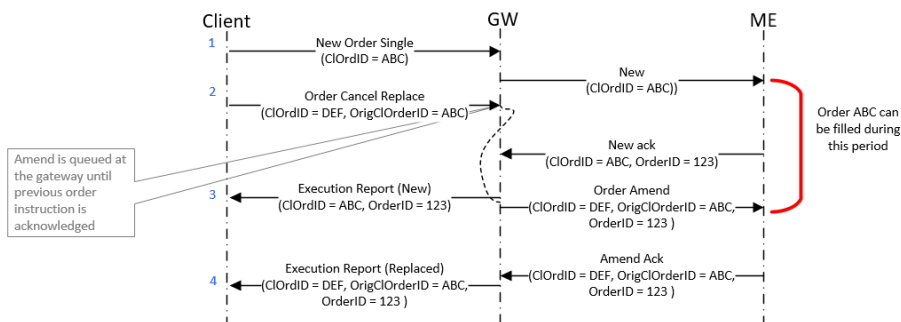 Client
GW
ME
1
New Order Single
(ClOrdID = ABC)
New
(ClOrdID = ABC))
2
Order Cancel Replace
(ClOrdID = DEF, OrigClOrderID = ABC)
Order ABC can
be filled during
this period
Amend is queued at
the gateway until
previous order
instruction is
acknowledged
New ack
(ClOrdID = ABC, OrderID = 123)
3
Execution Report (New)
(ClOrdID = ABC, OrderID = 123)
Order Amend
(ClOrdID = DEF, OrigClOrderID = ABC,
OrderID = 123 )
4
Execution Report (Replaced)
(ClOrdID = DEF, OrigClOrderID = ABC,
OrderID = 123 )
Amend Ack
(ClOrdID = DEF, OrigClOrderID = ABC,
OrderID = 123 )